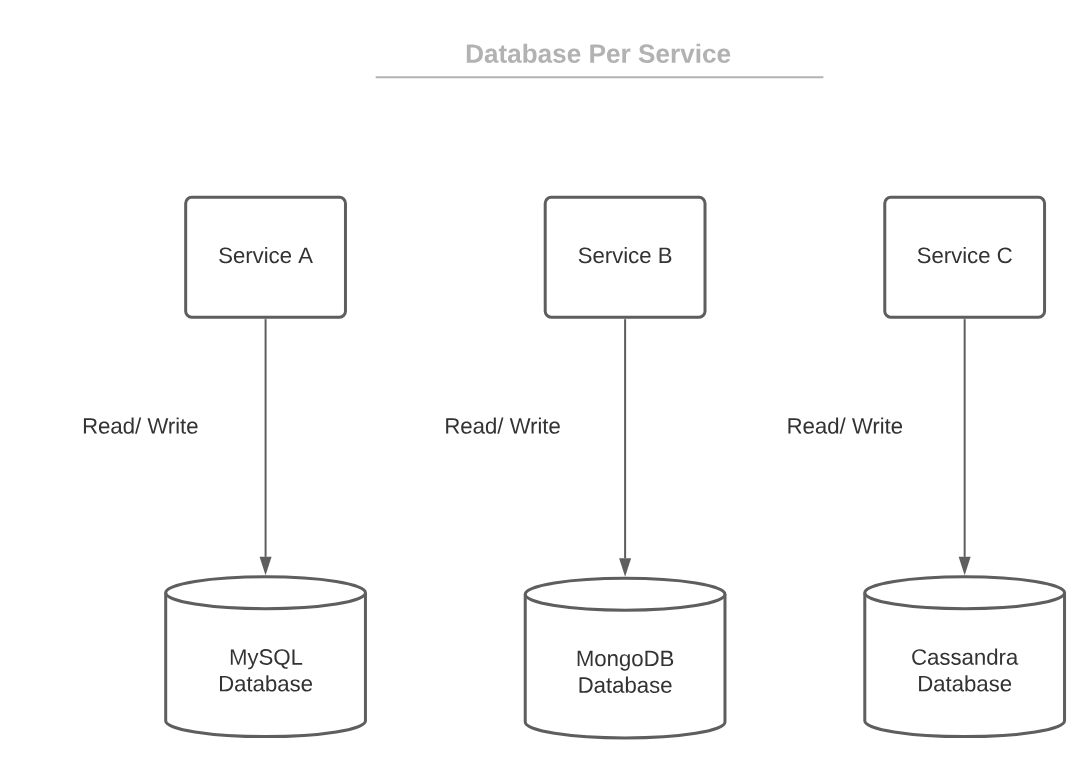 Database Per Service
Service A
Service B
Service C
Read/ Write
Read/ Write
Read/ Write
MySQL
Database
MongoDB
Database
Cassandra
Database